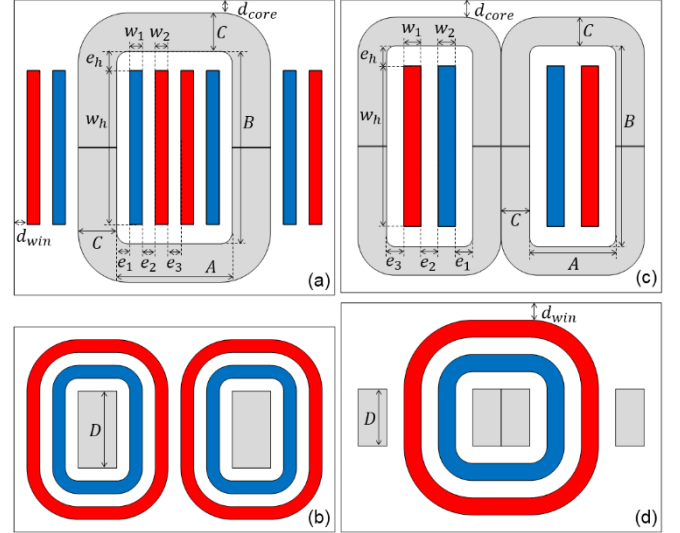 d_core
w_1 w_2
C
e_h
w_h
B
d_win
C
e_1 e_2 e_3
A
(a)
d_core
w_1 w_2
C
e_h
w_h
B
C
A
e_3 e_2 e_1
(c)
D
(b)
d_win
D
(d)